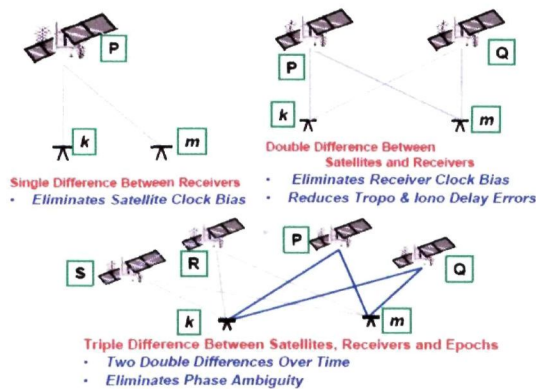 P
k
m
Single Difference Between Receivers
• Eliminates Satellite Clock Bias
P
Q
k
m
Double Difference Between
Satellites and Receivers
• Eliminates Receiver Clock Bias
• Reduces Tropo & Iono Delay Errors
S
R
P
Q
k
m
Triple Difference Between Satellites, Receivers and Epochs
• Two Double Differences Over Time
• Eliminates Phase Ambiguity